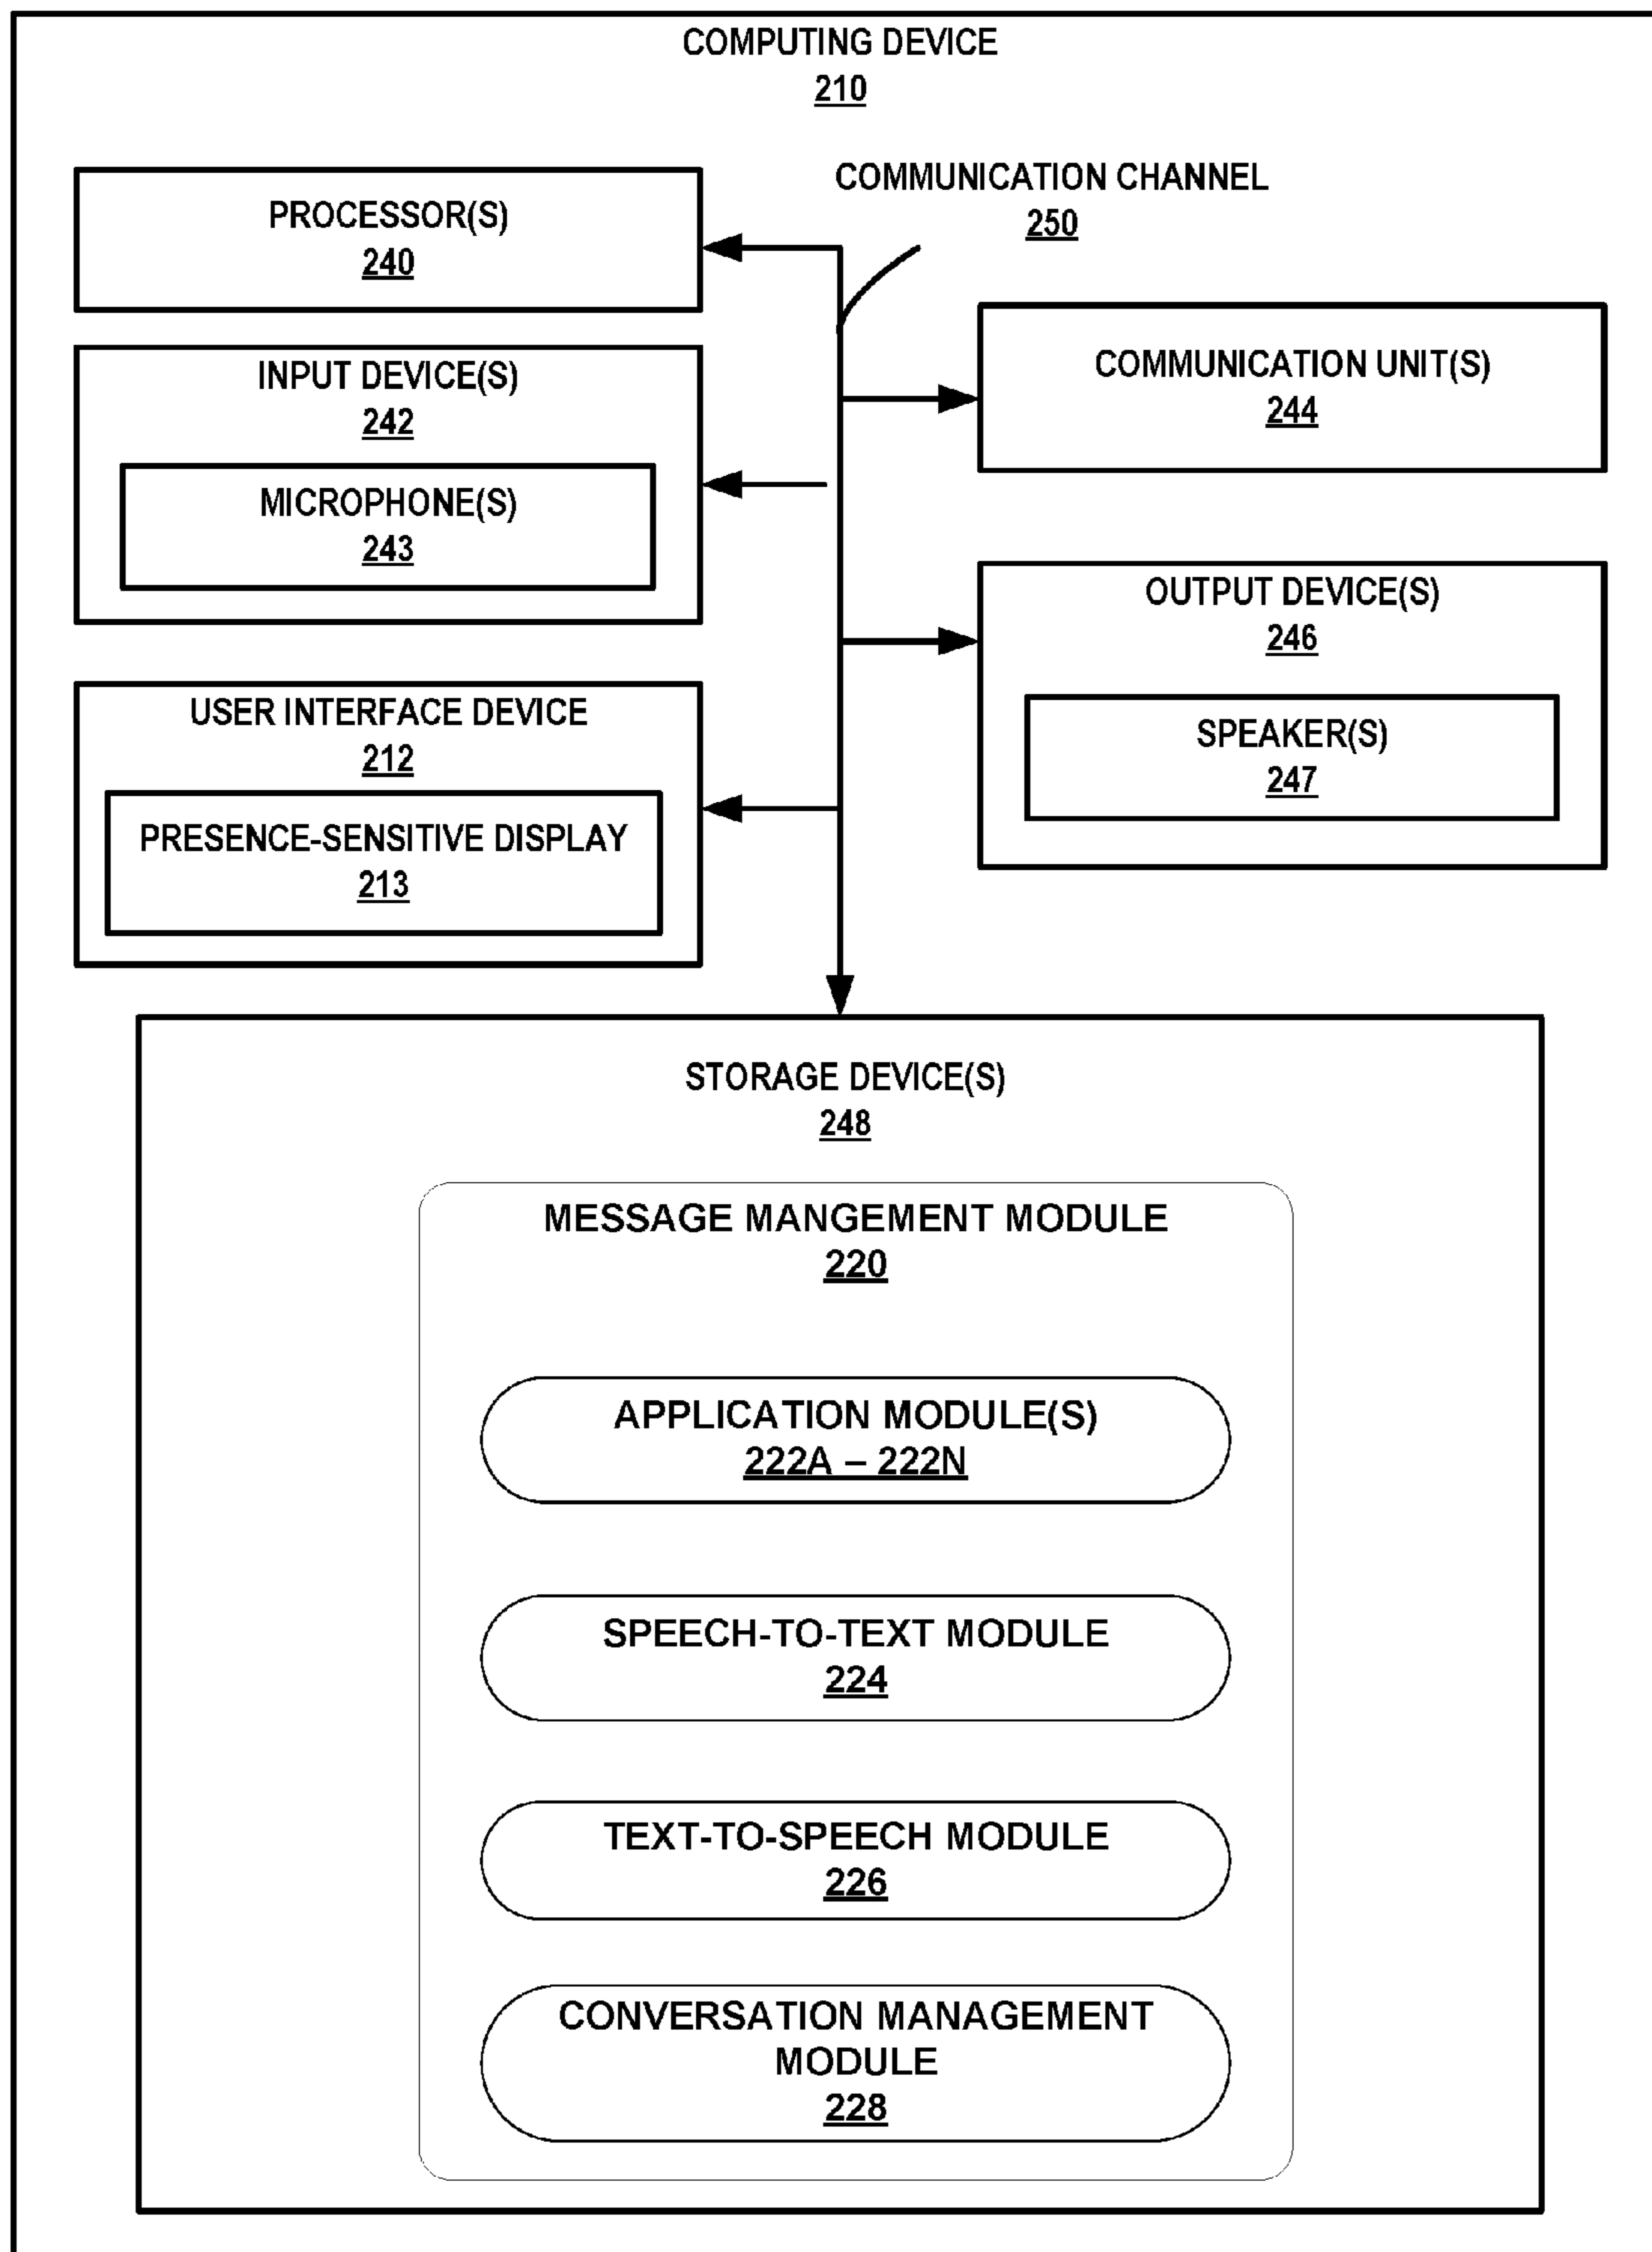 COMPUTING DEVICE
210
COMMUNICATION CHANNEL
250
PROCESSOR(S)
240
INPUT DEVICE(S)
242
MICROPHONE(S)
243
COMMUNICATION UNIT(S)
244
OUTPUT DEVICE(S)
246
SPEAKER(S)
247
USER INTERFACE DEVICE
212
PRESENCE-SENSITIVE DISPLAY
213
STORAGE DEVICE(S)
248
MESSAGE MANGEMENT MODULE
220
APPLICATION MODULE(S)
222A – 222N
SPEECH-TO-TEXT MODULE
224
TEXT-TO-SPEECH MODULE
226
CONVERSATION MANAGEMENT
MODULE
228